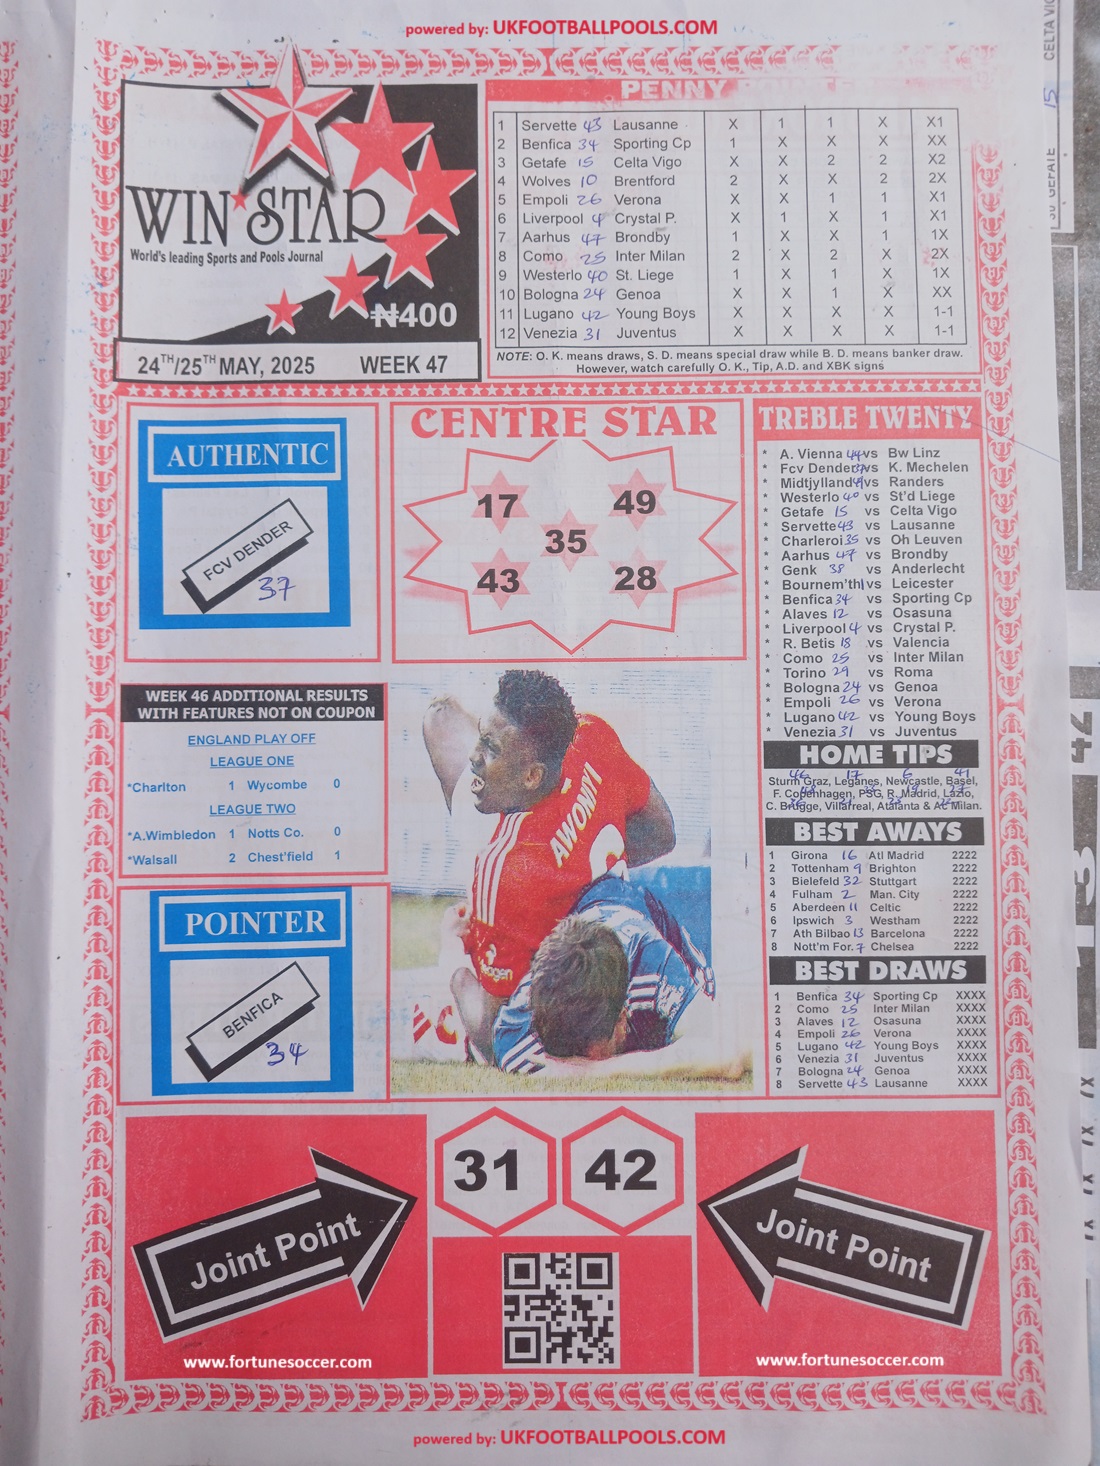 powered by: UKFOOTBALLPOOLS.COM
WIN STAR
World's leading Sports and Pools Journal
₦400
24TH/25TH MAY, 2025 WEEK 47
PENNY
1 Servette 43 Lausanne X 1 1 X X1
2 Benfica 34 Sporting Cp 1 X X X XX
3 Getafe 15 Celta Vigo X X 2 2 X2
4 Wolves 10 Brentford 2 X X 2 2X
5 Empoli 26 Verona X X 1 1 X1
6 Liverpool 4 Crystal P. X 1 X 1 X1
7 Aarhus 47 Brondby 1 X X 1 1X
8 Como 25 Inter Milan 2 X 2 X 2X
9 Westerlo 40 St. Liege 1 X 1 X 1X
10 Bologna 24 Genoa X X 1 X XX
11 Lugano 42 Young Boys X X X X 1-1
12 Venezia 31 Juventus X X X X 1-1
NOTE: O. K. means draws, S. D. means special draw while B. D. means banker draw.
However, watch carefully O. K., Tip, A.D. and XBK signs
AUTHENTIC
FCV DENDER
37
CENTRE STAR
17
49
35
43
28
TREBLE TWENTY
* A. Vienna 44 vs Bw Linz
* Fcv Dender 37 vs K. Mechelen
* Midtjylland vs Randers
* Westerlo 40 vs St'd Liege
* Getafe 15 vs Celta Vigo
* Servette 43 vs Lausanne
* Charleroi 35 vs Oh Leuven
* Aarhus 47 vs Brondby
* Genk 38 vs Anderlecht
* Bournem'th 1 vs Leicester
* Benfica 34 vs Sporting Cp
* Alaves 12 vs Osasuna
* Liverpool 4 vs Crystal P.
* R. Betis 18 vs Valencia
* Como 25 vs Inter Milan
* Torino 29 vs Roma
* Bologna 24 vs Genoa
* Empoli 26 vs Verona
* Lugano 42 vs Young Boys
* Venezia 31 vs Juventus
WEEK 46 ADDITIONAL RESULTS
WITH FEATURES NOT ON COUPON
ENGLAND PLAY OFF
LEAGUE ONE
*Charlton 1 Wycombe 0
LEAGUE TWO
*A.Wimbledon 1 Notts Co. 0
*Walsall 2 Chest'field 1
POINTER
BENFICA
34
AWONIYI
HOME TIPS
46 17 6 41
Sturm Graz, Leganes, Newcastle, Basel,
F. Copenhagen, PSG, R. Madrid, Lazio,
C. Brugge, Villarreal, Atalanta & Ac Milan.
BEST AWAYS
1 Girona 16 Atl Madrid 2222
2 Tottenham 9 Brighton 2222
3 Bielefeld 32 Stuttgart 2222
4 Fulham 2 Man. City 2222
5 Aberdeen 11 Celtic 2222
6 Ipswich 3 Westham 2222
7 Ath Bilbao 13 Barcelona 2222
8 Nott'm For. 7 Chelsea 2222
BEST DRAWS
1 Benfica 34 Sporting Cp XXXX
2 Como 25 Inter Milan XXXX
3 Alaves 12 Osasuna XXXX
4 Empoli 26 Verona XXXX
5 Lugano 42 Young Boys XXXX
6 Venezia 31 Juventus XXXX
7 Bologna 24 Genoa XXXX
8 Servette 43 Lausanne XXXX
Joint Point
31
42
Joint Point
www.fortunesoccer.com
www.fortunesoccer.com
powered by: UKFOOTBALLPOOLS.COM